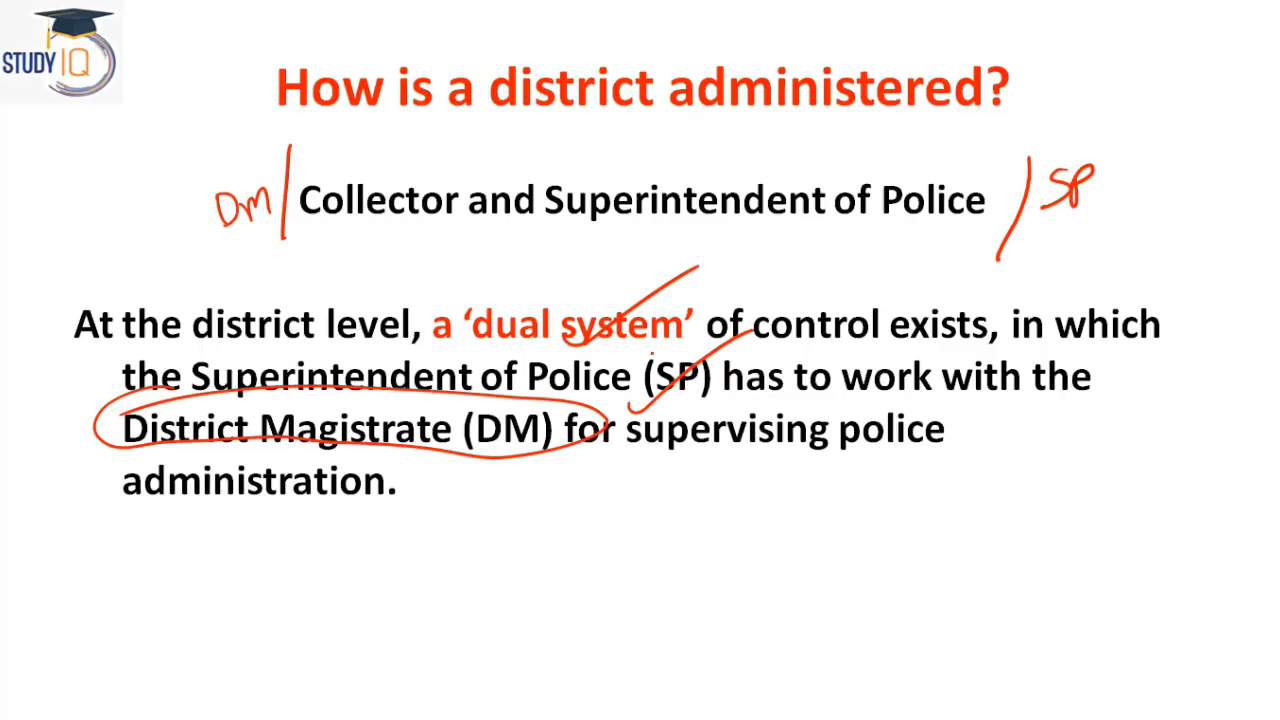 STUDY IQ
How is a district administered?
DM Collector and Superintendent of Police SP
At the district level, a ‘dual system’ of control exists, in which
the Superintendent of Police (SP) has to work with the
District Magistrate (DM) for supervising police
administration.